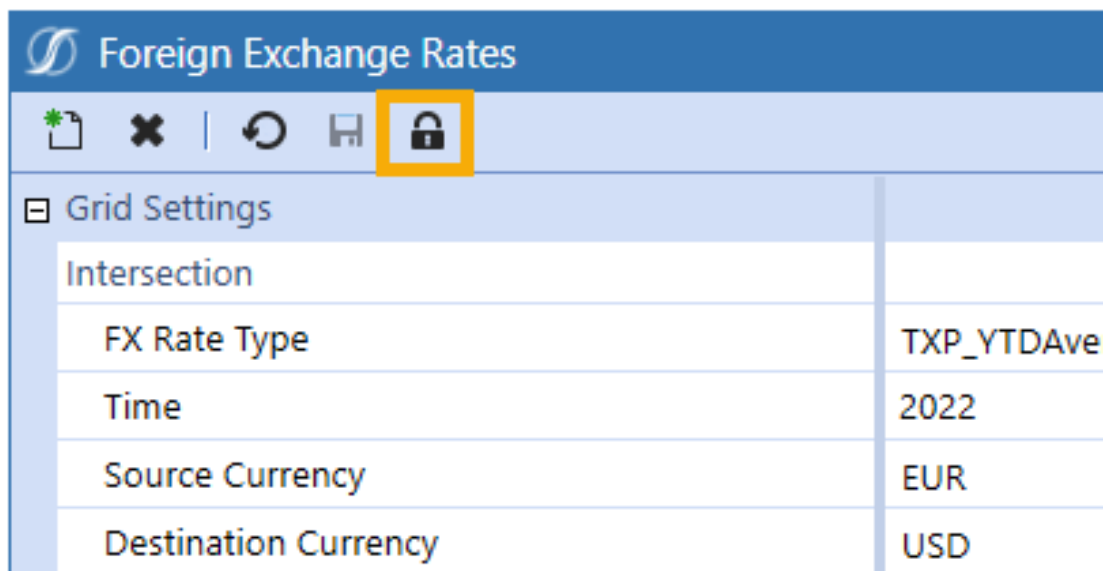 Foreign Exchange Rates
Grid Settings
Intersection
FX Rate Type TXP_YTDAve
Time 2022
Source Currency EUR
Destination Currency USD